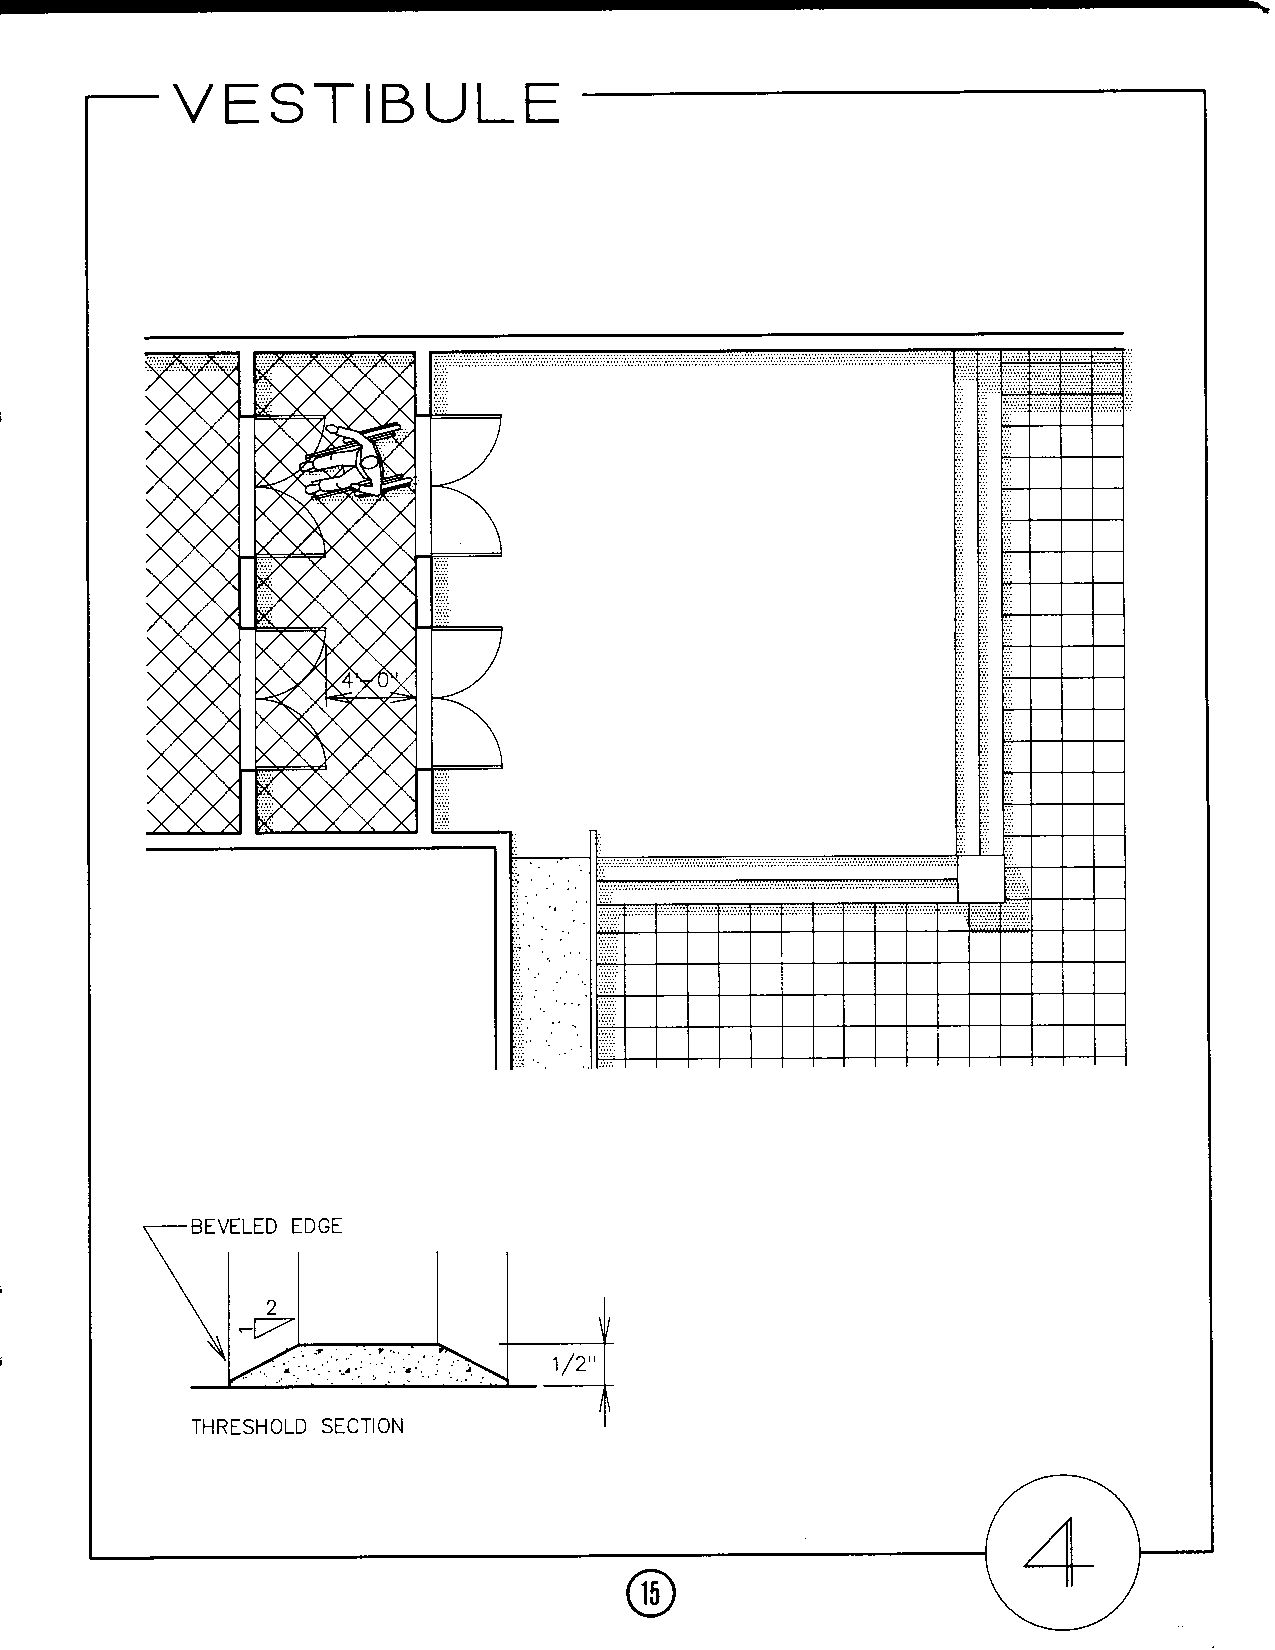 VESTIBULE
4'-0"
BEVELED EDGE
2
1
1/2"
THRESHOLD SECTION
4
15